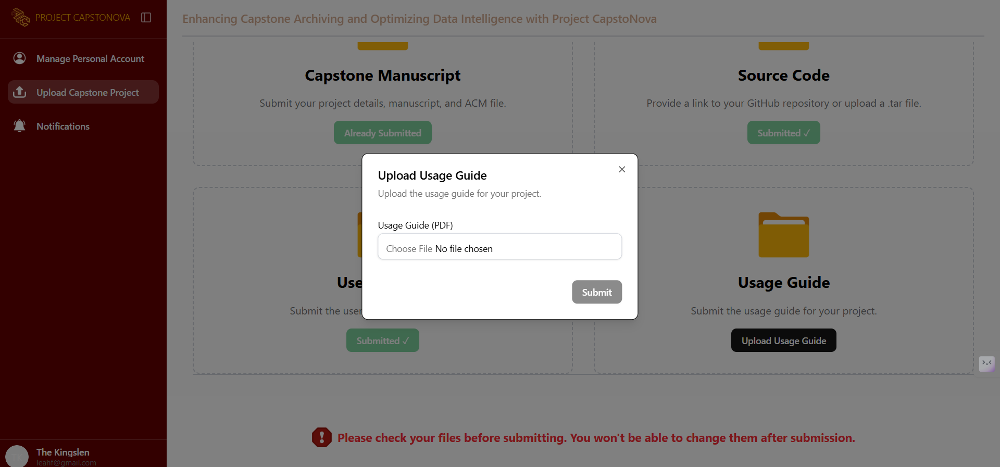 PROJECT CAPSTONOVA
Enhancing Capstone Archiving and Optimizing Data Intelligence with Project CapstoNova
Manage Personal Account
Upload Capstone Project
Notifications
Capstone Manuscript
Submit your project details, manuscript, and ACM file.
Already Submitted
Source Code
Provide a link to your GitHub repository or upload a .tar file.
Submitted ✓
Upload Usage Guide
Upload the usage guide for your project.
Usage Guide (PDF)
Choose File No file chosen
Submit
Use
Submit the user
Submitted ✓
Usage Guide
Submit the usage guide for your project.
Upload Usage Guide
Please check your files before submitting. You won't be able to change them after submission.
TK
The Kingslen
leahf@gmail.com